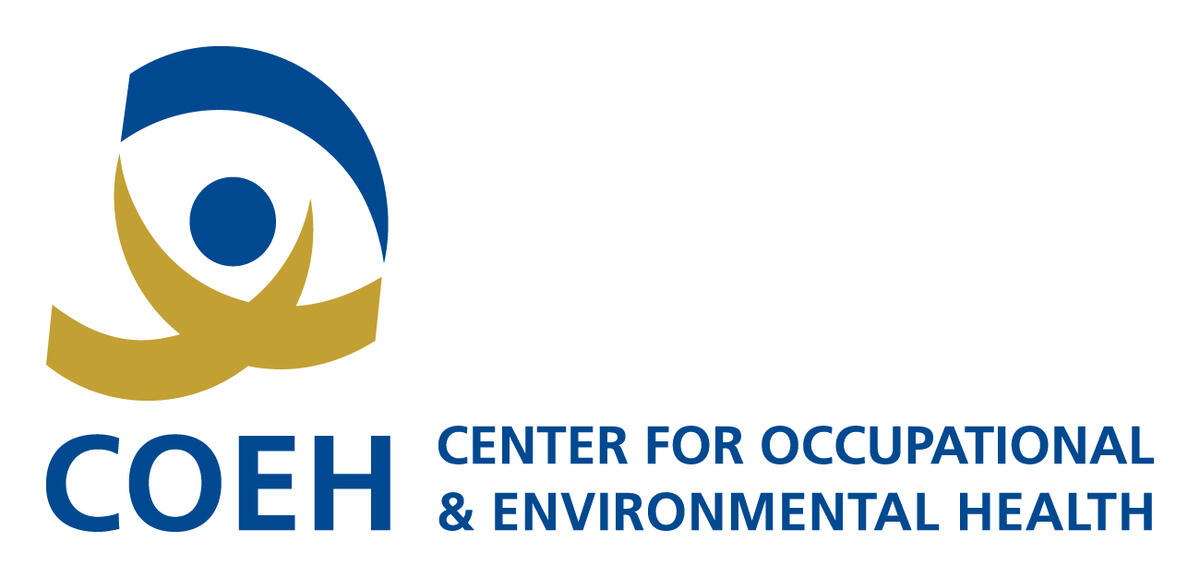 COEH
CENTER FOR OCCUPATIONAL
& ENVIRONMENTAL HEALTH